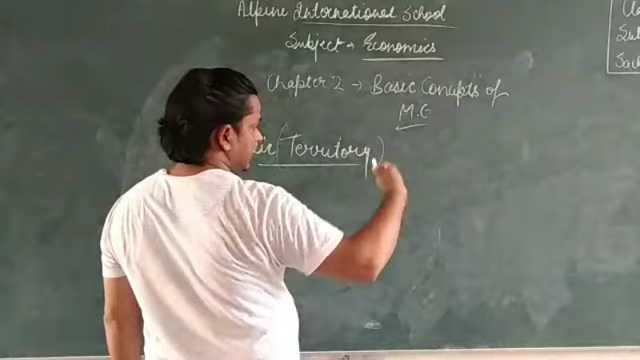 Alpine International School
Subject → Economics
Chapter 2 → Basic Concepts of
M.E
(Territory)